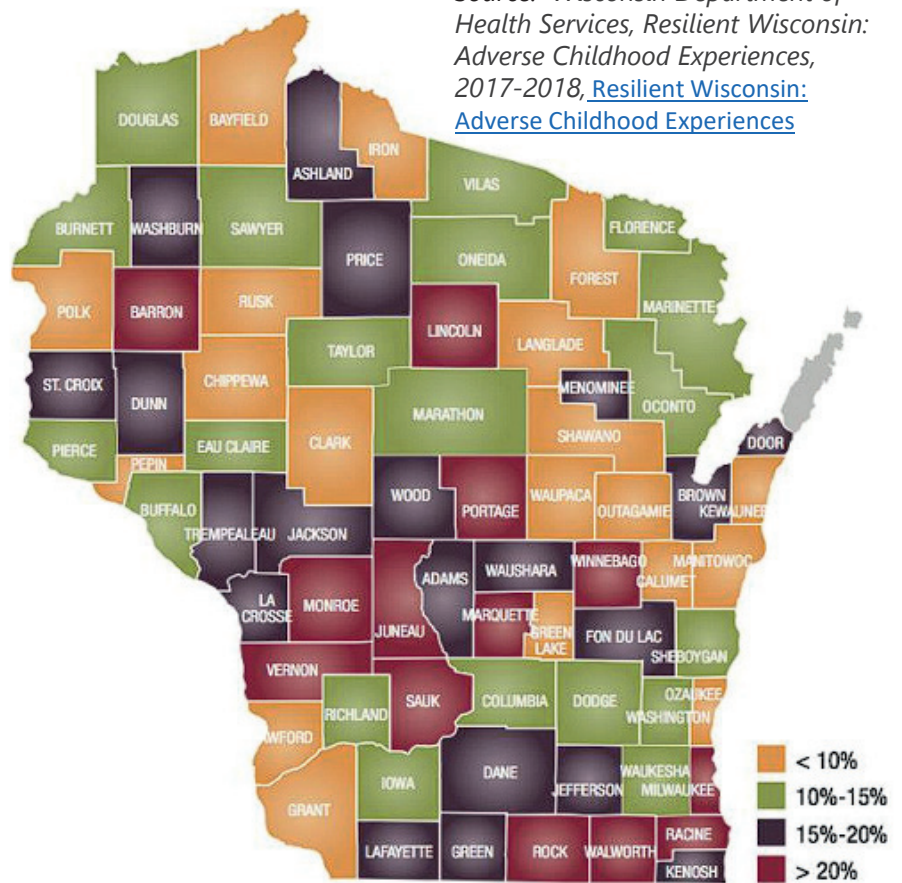 Source: Wisconsin Department of
Health Services, Resilient Wisconsin:
Adverse Childhood Experiences,
2017-2018, Resilient Wisconsin:
Adverse Childhood Experiences
DOUGLAS
BAYFIELD
ASHLAND
IRON
VILAS
BURNETT
WASHBURN
SAWYER
PRICE
ONEIDA
FOREST
FLORENCE
MARINETTE
POLK
BARRON
RUSK
LINCOLN
LANGLADE
TAYLOR
ST. CROIX
DUNN
CHIPPEWA
MENOMINEE
OCONTO
MARATHON
CLARK
PIERCE
EAU CLAIRE
SHAWANO
DOOR
PEPIN
BUFFALO
TREMPEALEAU
JACKSON
WOOD
PORTAGE
WAUPACA
OUTAGAMIE
BROWN
KEWAUNEE
LA
CROSSE
MONROE
JUNEAU
ADAMS
WAUSHARA
MARQUETTE
GREEN
LAKE
WINNEBAGO
CALUMET
MANITOWOC
FON DU LAC
SHEBOYGAN
VERNON
RICHLAND
SAUK
COLUMBIA
DODGE
OZAUKEE
WASHINGTON
WFORD
GRANT
IOWA
DANE
JEFFERSON
WAUKESHA
MILWAUKEE
LAFAYETTE
GREEN
ROCK
WALWORTH
RACINE
KENOSH
< 10%
10%-15%
15%-20%
> 20%